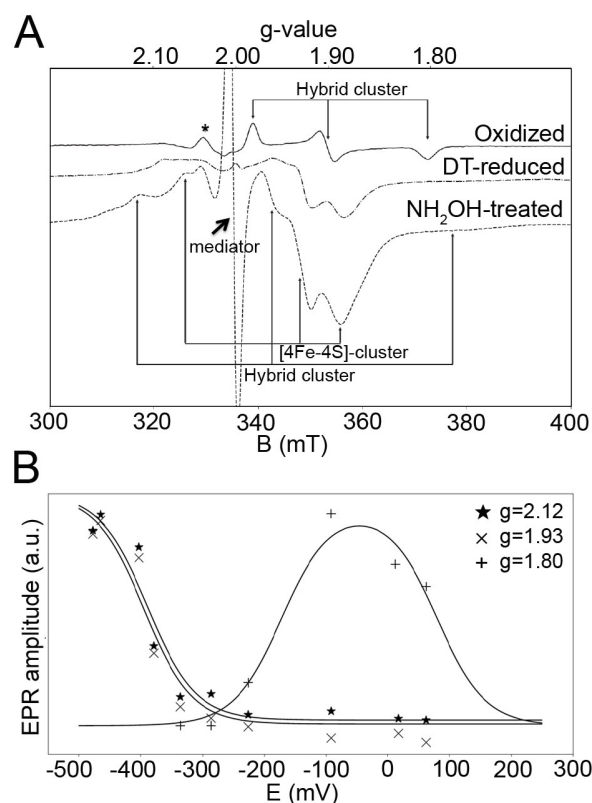 A
g-value
2.10 2.00 1.90 1.80
Hybrid cluster
*
Oxidized
DT-reduced
NH₂OH-treated
mediator
[4Fe-4S]-cluster
Hybrid cluster
300 320 340 360 380 400
B (mT)
B
EPR amplitude (a.u.)
★ g=2.12
× g=1.93
+ g=1.80
-500 -400 -300 -200 -100 0 100 200 300
E (mV)